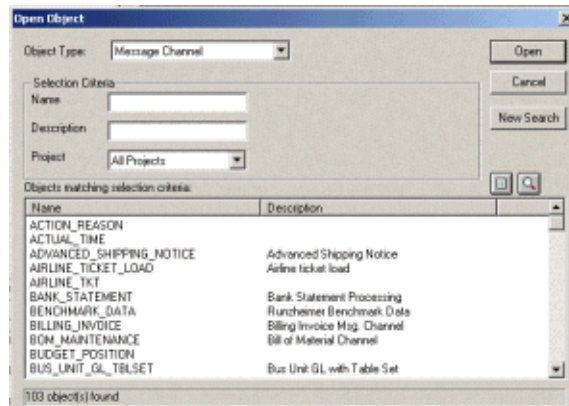 Open Object
Object Type: Message Channel
Open
Selection Criteria
Cancel
Name
New Search
Description
Project All Projects
Objects matching selection criteria:
Name Description
ACTION_REASON
ACTUAL_TIME
ADVANCED_SHIPPING_NOTICE Advanced Shipping Notice
AIRLINE_TICKET_LOAD Airline ticket load
AIRLINE_TKT
BANK_STATEMENT Bank Statement Processing
BENCHMARK_DATA Runzheimer Benchmark Data
BILLING_INVOICE Billing Invoice Msg. Channel
BOM_MAINTENANCE Bill of Material Channel
BUDGET_POSITION
BUS_UNIT_GL_TBLSET Bus Unit GL with Table Set
103 object(s) found